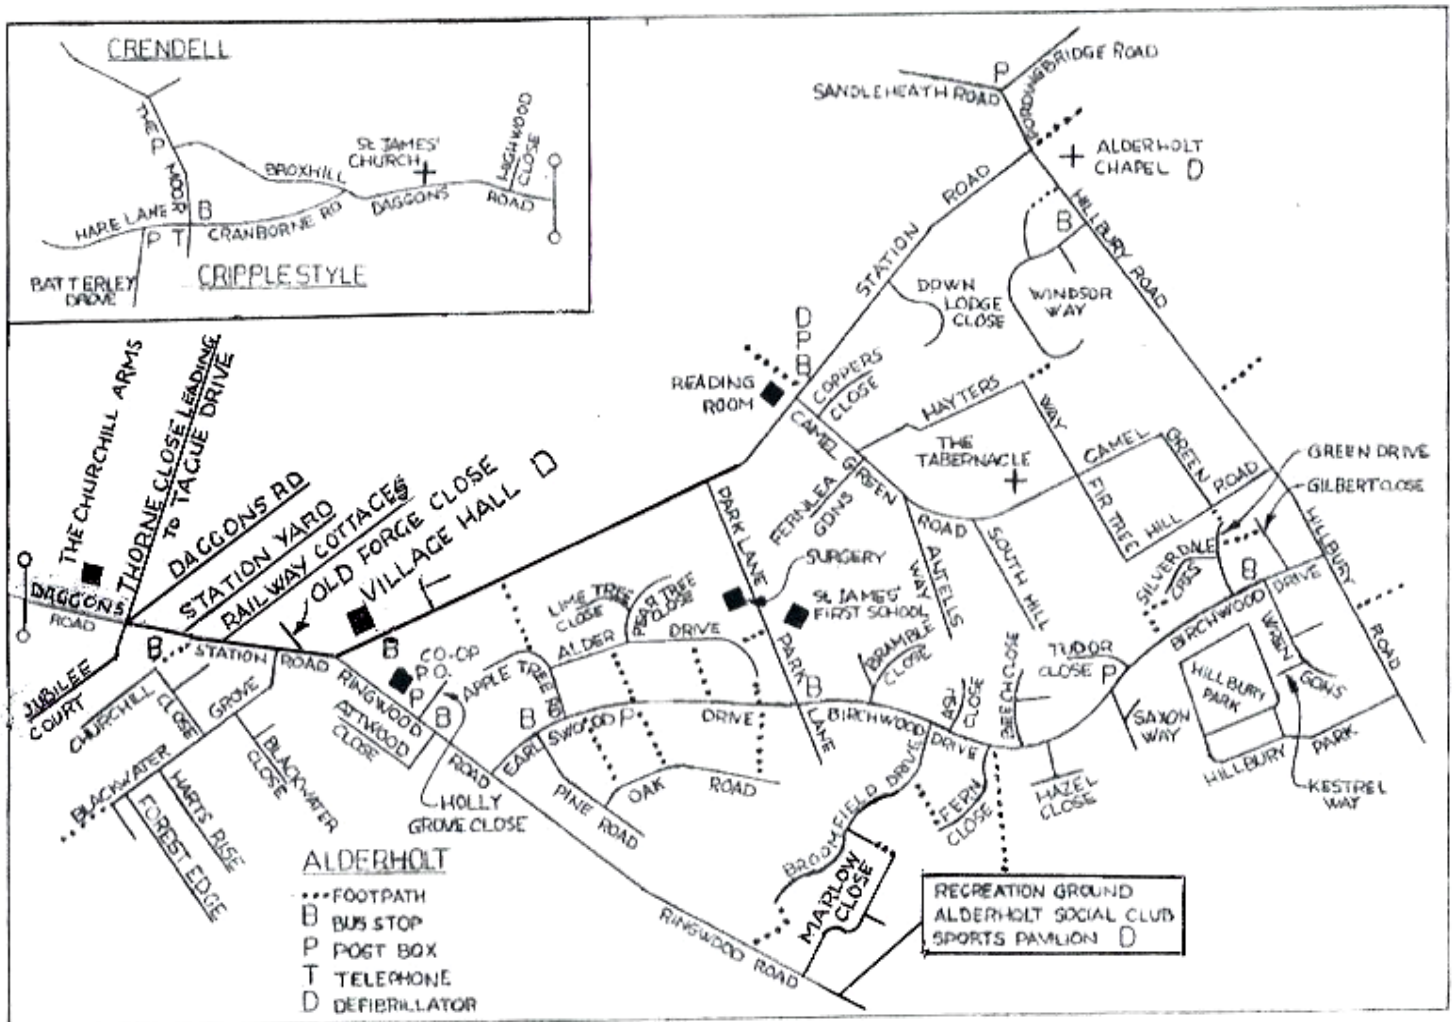 CRENDELL
THE
P
MOOR
BROXHILL
ST JAMES'
CHURCH
HIGHWOOD
CLOSE
DAGGONS
ROAD
HARE LANE
B
CRANBORNE RD
P T
CRIPPLESTYLE
BATTERLEY
DROVE
P
FORDINGBRIDGE ROAD
SANDLEHEATH ROAD
ALDERHOLT
CHAPEL D
STATION
ROAD
B
HILLBURY ROAD
DOWN
LODGE
CLOSE
WINDSOR
WAY
D
P
B
READING
ROOM
COPPERS
CLOSE
HAYTERS
WAY
CAMEL GREEN
ROAD
THE
TABERNACLE
CAMEL
GREEN
ROAD
GREEN DRIVE
GILBERT CLOSE
FERNLEA
GDNS
FIR TREE
HILL
PARK LANE
SURGERY
ANTELLS
WAY
SOUTH HILL
SILVERDALE
CRES
HILLBURY
ROAD
THE CHURCHILL ARMS
THORNE CLOSE LEADING
TO TAGUE DRIVE
DAGGONS RD
STATION YARD
RAILWAY COTTAGES
OLD FORGE CLOSE
VILLAGE HALL D
DAGGONS
ROAD
JUBILEE
COURT
B
STATION
ROAD
B
CHURCHILL
CLOSE
GROVE
BLACKWATER
BLACKWATER
CLOSE
HARTS RISE
FOREST EDGE
CO-OP
P.O.
P
B
RINGWOOD
ROAD
ATTWOOD
CLOSE
HOLLY
GROVE CLOSE
APPLE TREE RD
LIME TREE
CLOSE
PEAR TREE
CLOSE
ALDER
DRIVE
B
EARLSWOOD
P
DRIVE
PINE ROAD
OAK
ROAD
ST JAMES'
FIRST SCHOOL
PARK
LANE
B
BRAMBLE
CLOSE
BIRCHWOOD
DRIVE
ASH
CLOSE
BEECH CLOSE
TUDOR
CLOSE
P
B
BIRCHWOOD DRIVE
WREN
GDNS
HILLBURY
PARK
SAXON
WAY
HILLBURY
PARK
KESTREL
WAY
HAZEL
CLOSE
FERN
CLOSE
BROOMFIELD DRIVE
MARLOW
CLOSE
RINGWOOD
ROAD
RECREATION GROUND
ALDERHOLT SOCIAL CLUB
SPORTS PAVILION D
ALDERHOLT
FOOTPATH
B BUS STOP
P POST BOX
T TELEPHONE
D DEFIBRILLATOR